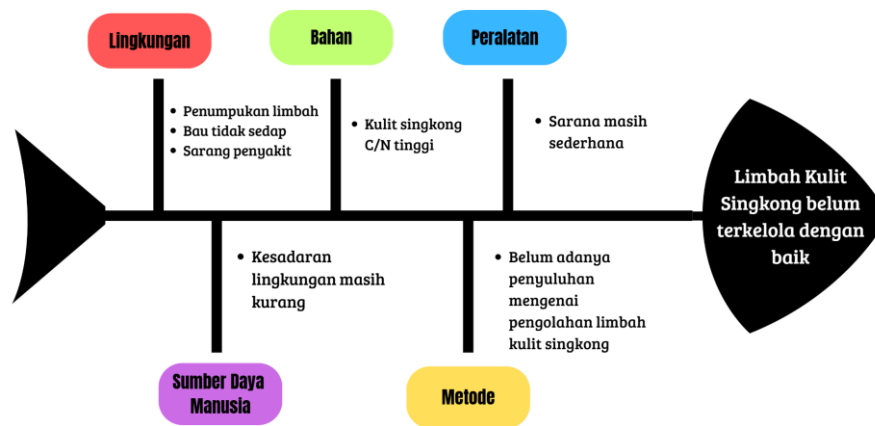 Lingkungan
Bahan
Peralatan
• Penumpukan limbah
• Bau tidak sedap
• Sarang penyakit
• Kulit singkong
C/N tinggi
• Sarana masih
sederhana
Limbah Kulit
Singkong belum
terkelola dengan
baik
• Kesadaran
lingkungan masih
kurang
• Belum adanya
penyuluhan
mengenai
pengolahan limbah
kulit singkong
Sumber Daya
Manusia
Metode